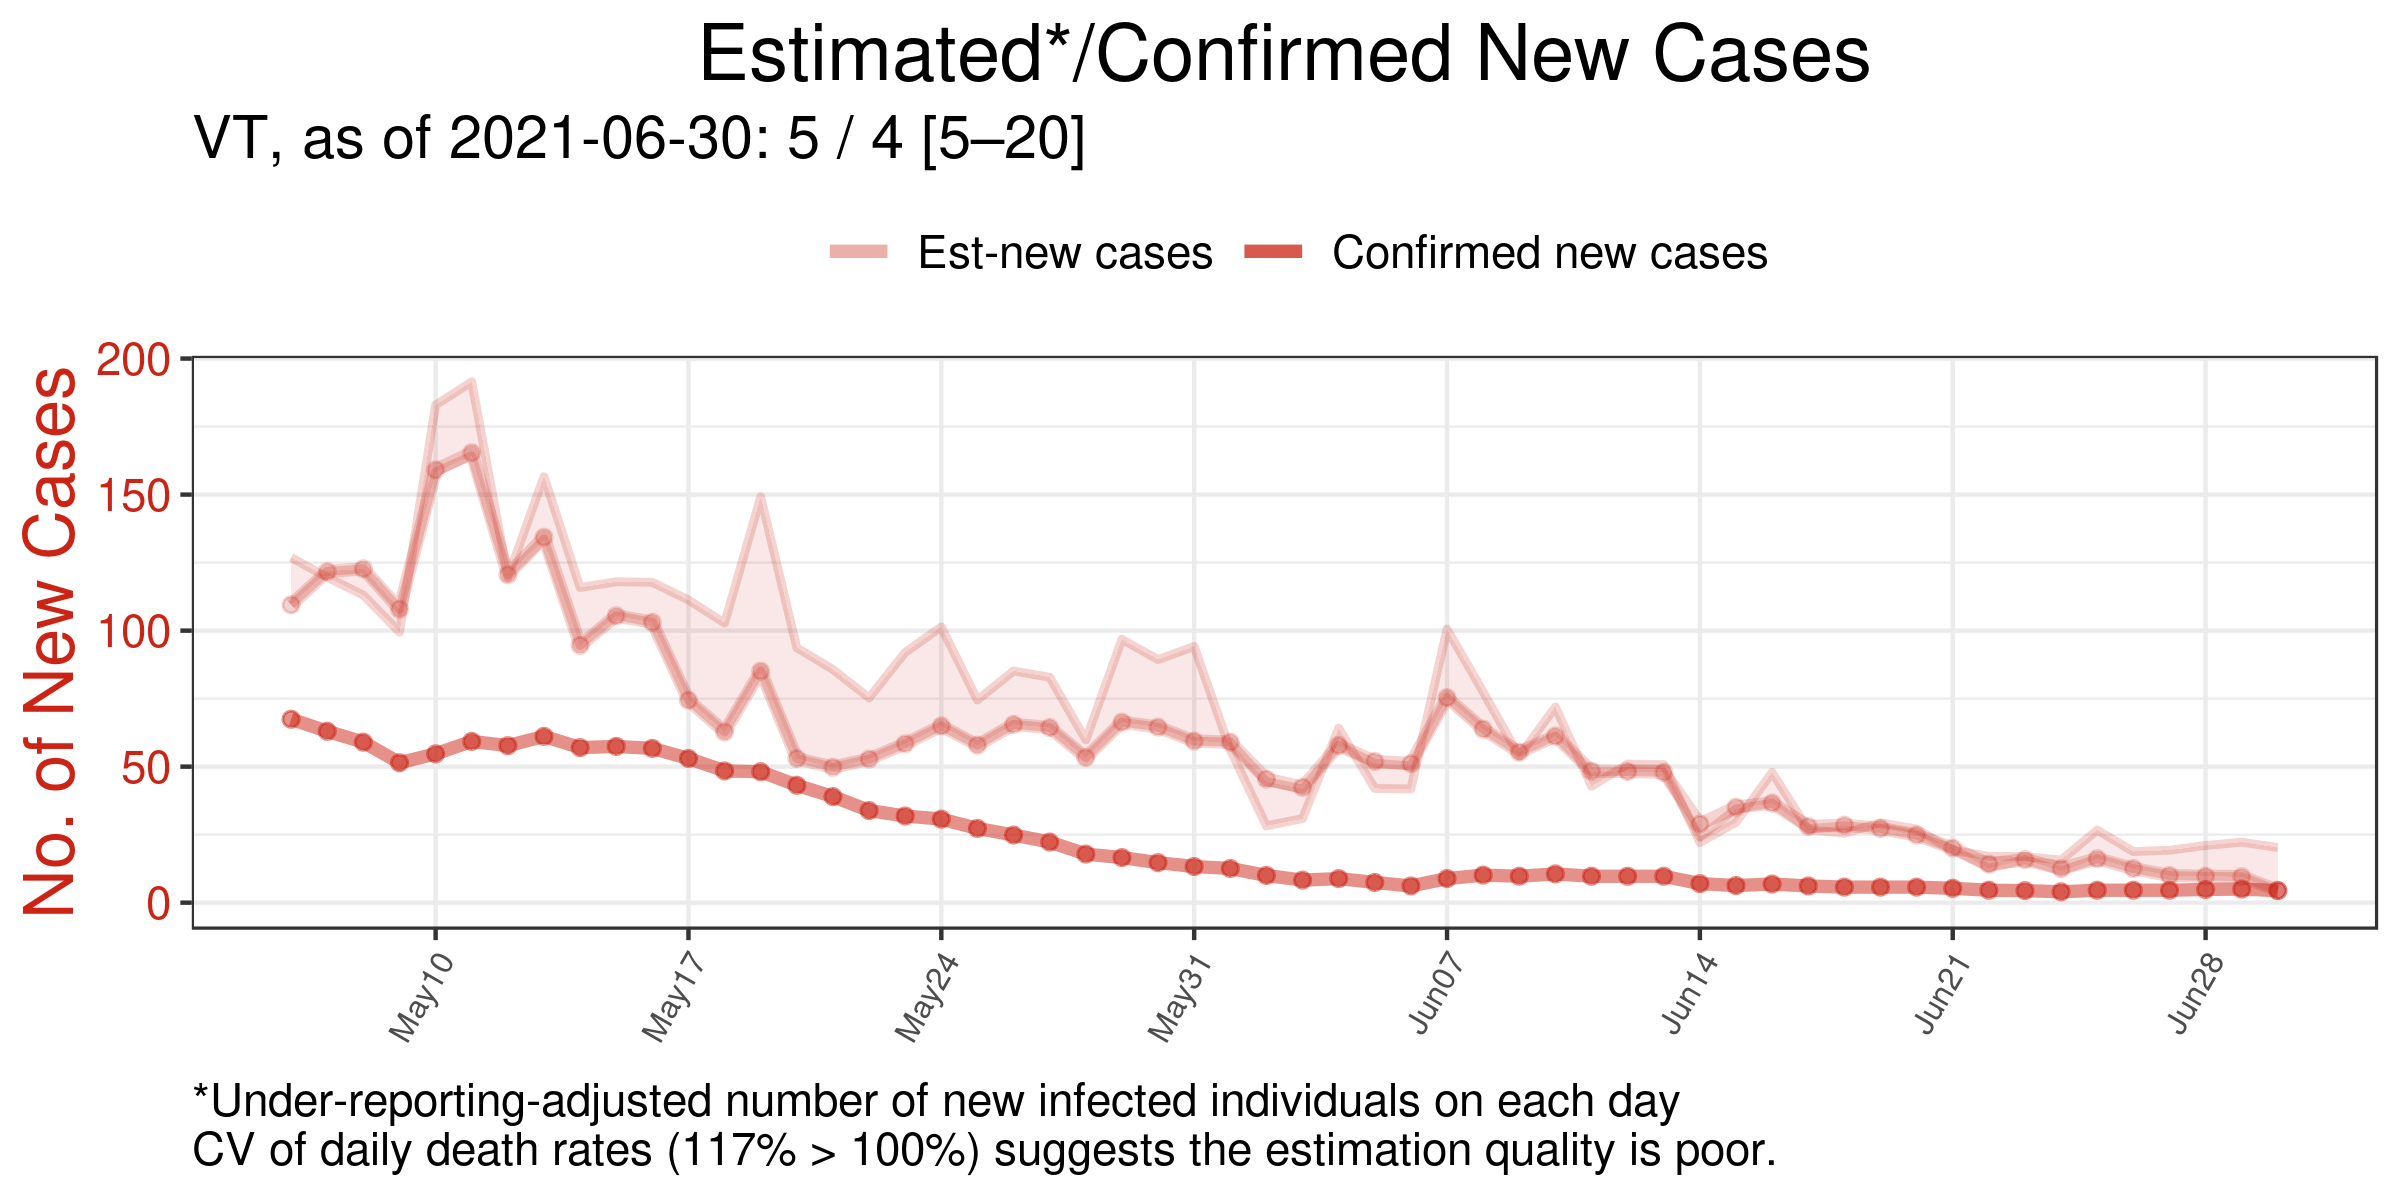 Estimated*/Confirmed New Cases
VT, as of 2021-06-30: 5 / 4 [5–20]
Est-new cases
Confirmed new cases
No. of New Cases
200
150
100
50
0
May10
May17
May24
May31
Jun07
Jun14
Jun21
Jun28
*Under-reporting-adjusted number of new infected individuals on each day
CV of daily death rates (117% > 100%) suggests the estimation quality is poor.